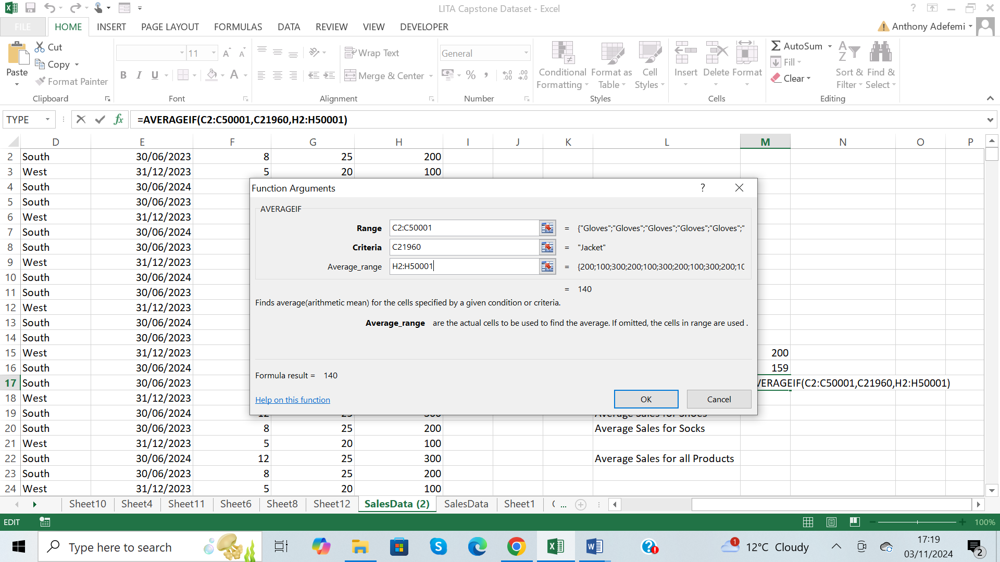 LITA Capstone Dataset - Excel
FILE HOME INSERT PAGE LAYOUT FORMULAS DATA REVIEW VIEW DEVELOPER Anthony Adefemi
Paste Cut Copy Format Painter Clipboard
11 B I U A Font
Wrap Text Merge & Center Alignment
General % Number
Conditional Formatting Format as Table Cell Styles Styles
Insert Delete Format Cells
AutoSum Fill Clear Sort & Filter Find & Select Editing
TYPE fx =AVERAGEIF(C2:C50001,C21960,H2:H50001)
D E F G H I J K L M N O P
2 South 30/06/2023 8 25 200
3 West 31/12/2023 5 20 100
4 South 30/06/2024
5 South 30/06/2023
6 West 31/12/2023
7 South 30/06/2024
8 South 30/06/2023
9 West 31/12/2023
10 South 30/06/2024
11 South 30/06/2023
12 West 31/12/2023
13 South 30/06/2024
14 South 30/06/2023
15 West 31/12/2023 200
16 South 30/06/2024 159
17 South 30/06/2023 VERAGEIF(C2:C50001,C21960,H2:H50001)
18 West 31/12/2023
19 South 30/06/2024 12 25 300 Average Sales for Shoes
20 South 30/06/2023 8 25 200 Average Sales for Socks
21 West 31/12/2023 5 20 100
22 South 30/06/2024 12 25 300 Average Sales for all Products
23 South 30/06/2023 8 25 200
24 West 31/12/2023 5 20 100
Function Arguments ?
AVERAGEIF
Range C2:C50001 = {"Gloves";"Gloves";"Gloves";"Gloves";"Gloves";"
Criteria C21960 = "Jacket"
Average_range H2:H50001 = {200;100;300;200;100;300;200;100;300;200;10
= 140
Finds average(arithmetic mean) for the cells specified by a given condition or criteria.
Average_range are the actual cells to be used to find the average. If omitted, the cells in range are used .
Formula result = 140
Help on this function OK Cancel
Sheet10 Sheet4 Sheet11 Sheet6 Sheet8 Sheet12 SalesData (2) SalesData Sheet1 ...
EDIT 100%
Type here to search 1 12°C Cloudy 17:19
03/11/2024 2